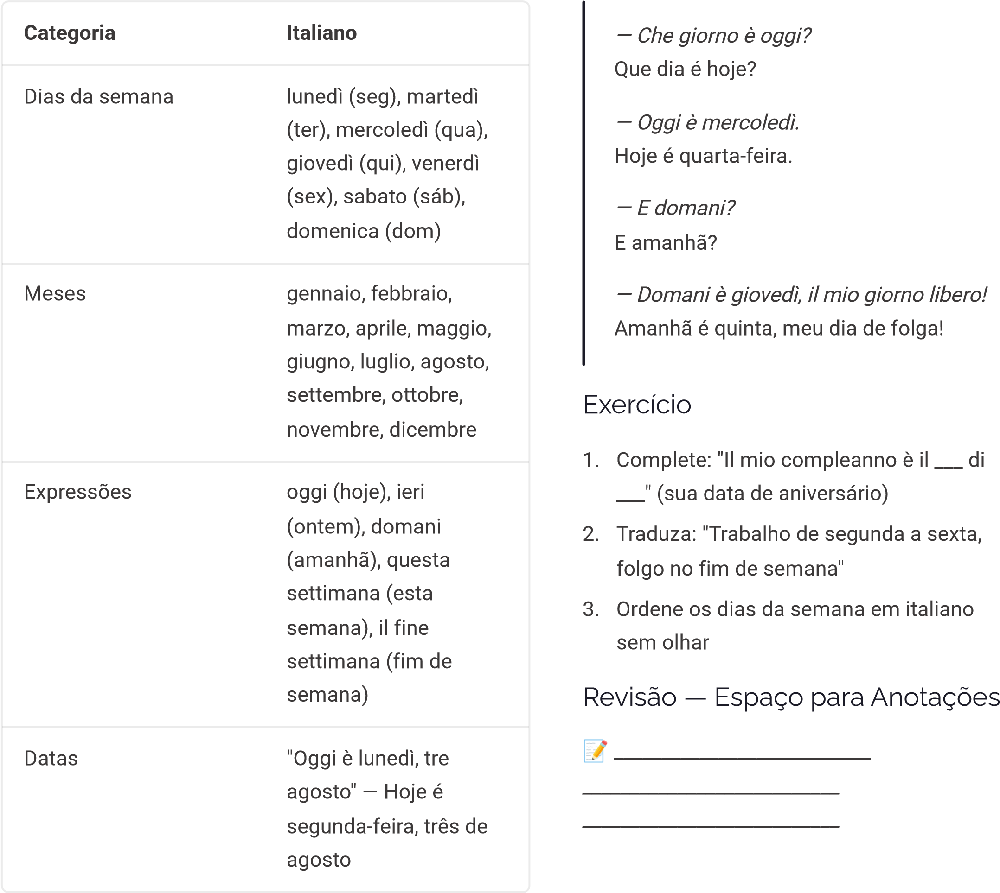 Categoria
Italiano
Dias da semana
lunedì (seg), martedì
(ter), mercoledì (qua),
giovedì (qui), venerdì
(sex), sabato (sáb),
domenica (dom)
Meses
gennaio, febbraio,
marzo, aprile, maggio,
giugno, luglio, agosto,
settembre, ottobre,
novembre, dicembre
Expressões
oggi (hoje), ieri
(ontem), domani
(amanhã), questa
settimana (esta
semana), il fine
settimana (fim de
semana)
Datas
"Oggi è lunedì, tre
agosto" — Hoje é
segunda-feira, três de
agosto
— Che giorno è oggi?
Que dia é hoje?
— Oggi è mercoledì.
Hoje é quarta-feira.
— E domani?
E amanhã?
— Domani è giovedì, il mio giorno libero!
Amanhã é quinta, meu dia de folga!
Exercício
1. Complete: "Il mio compleanno è il ___ di
___" (sua data de aniversário)
2. Traduza: "Trabalho de segunda a sexta,
folgo no fim de semana"
3. Ordene os dias da semana em italiano
sem olhar
Revisão — Espaço para Anotações
📝 ___________________________
___________________________
___________________________